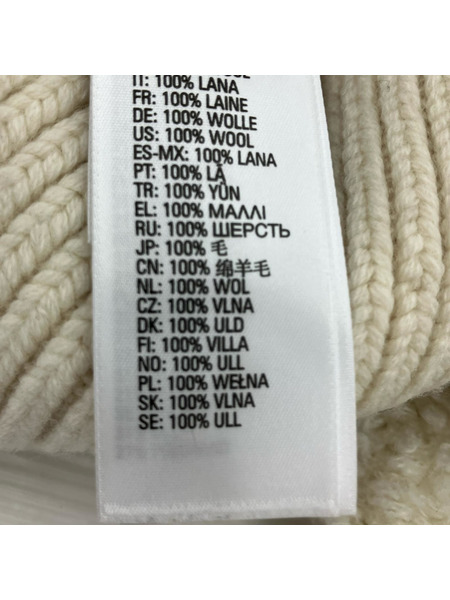 IT: 100% LANA
FR: 100% LAINE
DE: 100% WOLLE
US: 100% WOOL
ES-MX: 100% LANA
PT: 100% LÃ
TR: 100% YÜN
EL: 100% ΜΑΛΛΙ
RU: 100% ШЕРСТЬ
JP: 100% 毛
CN: 100% 绵羊毛
NL: 100% WOL
CZ: 100% VLNA
DK: 100% ULD
FI: 100% VILLA
NO: 100% ULL
PL: 100% WEŁNA
SK: 100% VLNA
SE: 100% ULL